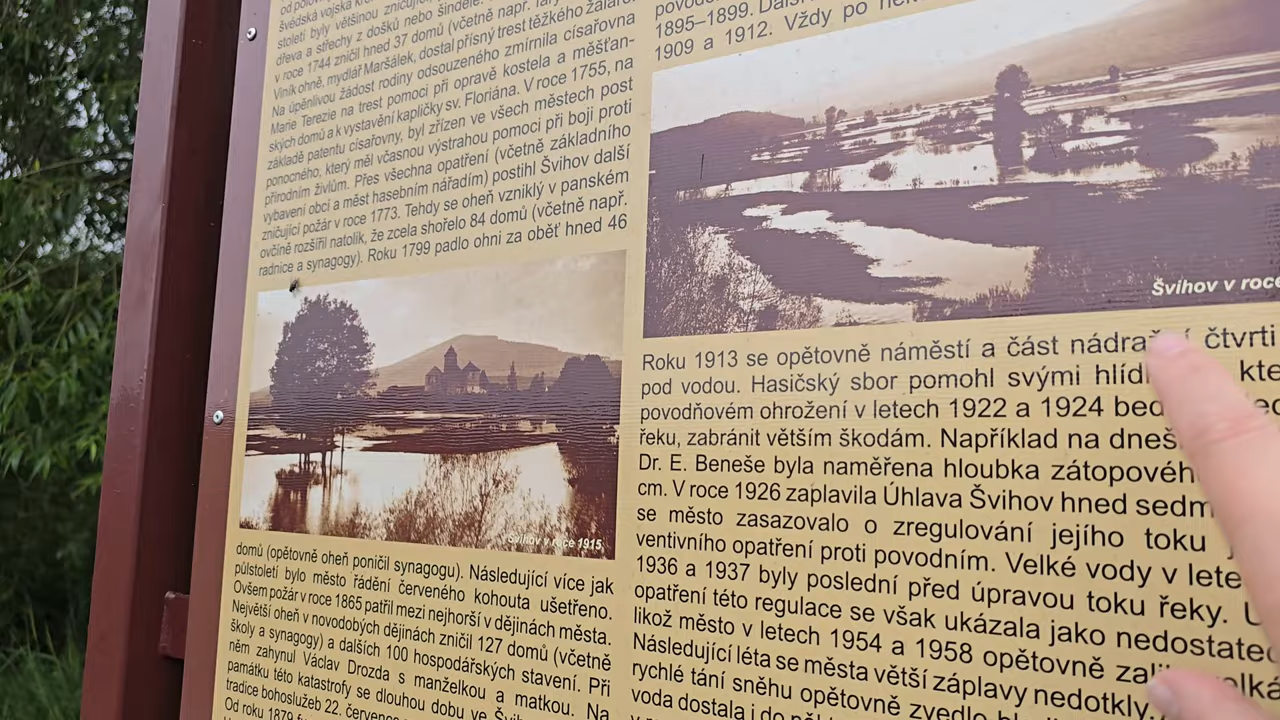 švédská vojska
století byly většinou zničující,
dřeva a střechy z došků nebo šindele.
v roce 1744 zničil hned 37 domů (včetně např.
Viník ohně, mydlář Maršálek, dostal přísný trest těžkého žaláře.
Na úpěnlivou žádost rodiny odsouzeného zmírnila císařovna
Marie Terezie na trest pomoci při opravě kostela a měšťan-
ských domů a k vystavění kapličky sv. Floriána. V roce 1755, na
základě patentu císařovny, byl zřízen ve všech městech post
ponocného, který měl včasnou výstrahou pomoci při boji proti
přírodním živlům. Přes všechna opatření (včetně základního
vybavení obcí a měst hasebním nářadím) postihl Švihov další
zničující požár v roce 1773. Tehdy se oheň vzniklý v panském
ovčíně rozšířil natolik, že zcela shořelo 84 domů (včetně např.
radnice a synagogy). Roku 1799 padlo ohni za oběť hned 46
Švihov v roce 1915
domů (opětovně oheň poničil synagogu). Následující více jak
půlstoletí bylo město řádění červeného kohouta ušetřeno.
Ovšem požár v roce 1865 patřil mezi nejhorší v dějinách města.
Největší oheň v novodobých dějinách zničil 127 domů (včetně
školy a synagogy) a dalších 100 hospodářských stavení. Při
něm zahynul Václav Drozda s manželkou a matkou. Na
památku této katastrofy se dlouhou dobu ve
tradice bohoslužeb 22.
Od roku 1879
1895–1899.
1909 a 1912. Vždy po
Švihov v roce
Roku 1913 se opětovně náměstí a část čtvrti
pod vodou. Hasičský sbor pomohl svými
povodňovém ohrožení v letech 1922 a 1924
řeku, zabránit větším škodám. Například na
Dr. E. Beneše byla naměřena hloubka
cm. V roce 1926 zaplavila Úhlava Švihov hned
se město zasazovalo o zregulování jejího toku
ventivního opatření proti povodním. Velké vody v
1936 a 1937 byly poslední před úpravou toku řeky.
opatření této regulace se však ukázala jako
likož město v letech 1954 a 1958 opětovně
Následující léta se města větší záplavy nedotkly,
rychlé tání sněhu opětovně zvedlo
voda dostala i do